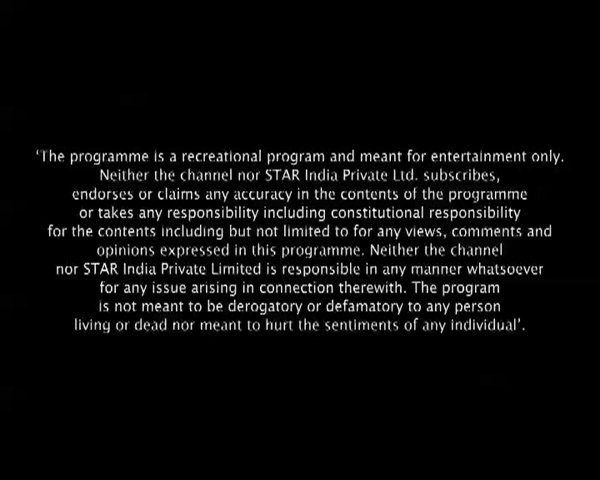 'The programme is a recreational program and meant for entertainment only.
Neither the channel nor STAR India Private Ltd. subscribes,
endorses or claims any accuracy in the contents of the programme
or takes any responsibility including constitutional responsibility
for the contents including but not limited to for any views, comments and
opinions expressed in this programme. Neither the channel
nor STAR India Private Limited is responsible in any manner whatsoever
for any issue arising in connection therewith. The program
is not meant to be derogatory or defamatory to any person
living or dead nor meant to hurt the sentiments of any individual'.